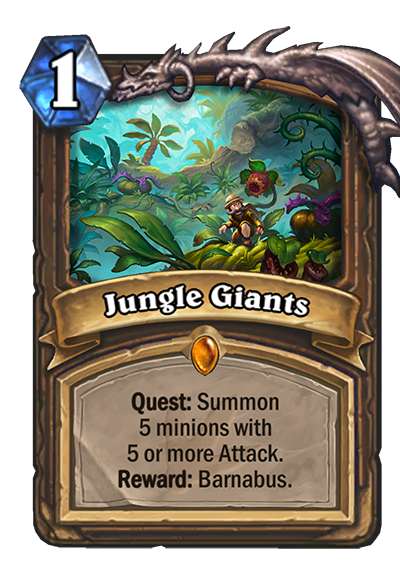 1
Jungle Giants
Quest: Summon
5 minions with
5 or more Attack.
Reward: Barnabus.